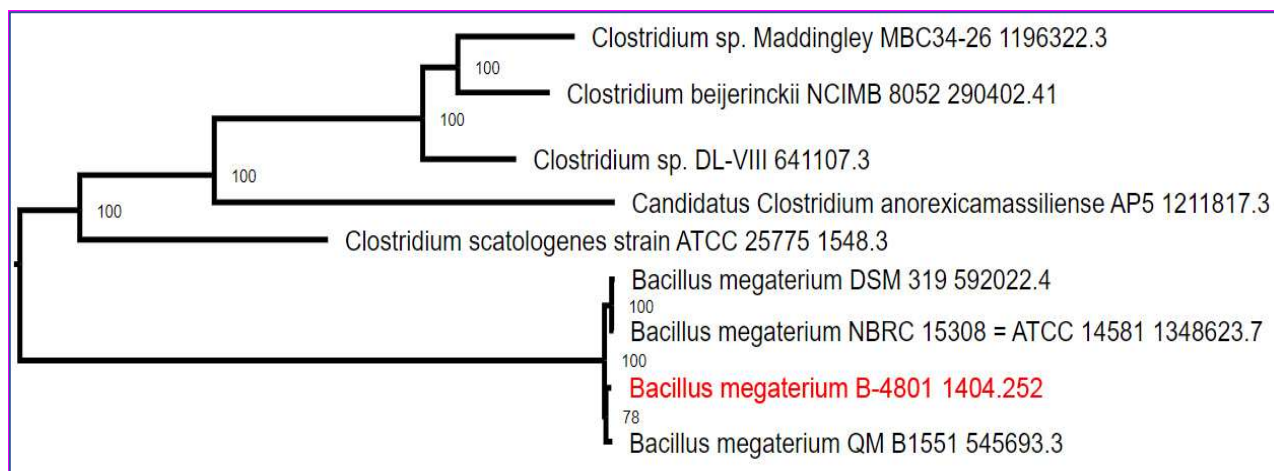 Clostridium sp. Maddingley MBC34-26 1196322.3
100
Clostridium beijerinckii NCIMB 8052 290402.41
100
Clostridium sp. DL-VIII 641107.3
100
Candidatus Clostridium anorexicamassiliense AP5 1211817.3
100
Clostridium scatologenes strain ATCC 25775 1548.3
Bacillus megaterium DSM 319 592022.4
100
Bacillus megaterium NBRC 15308 = ATCC 14581 1348623.7
100
Bacillus megaterium B-4801 1404.252
78
Bacillus megaterium QM B1551 545693.3